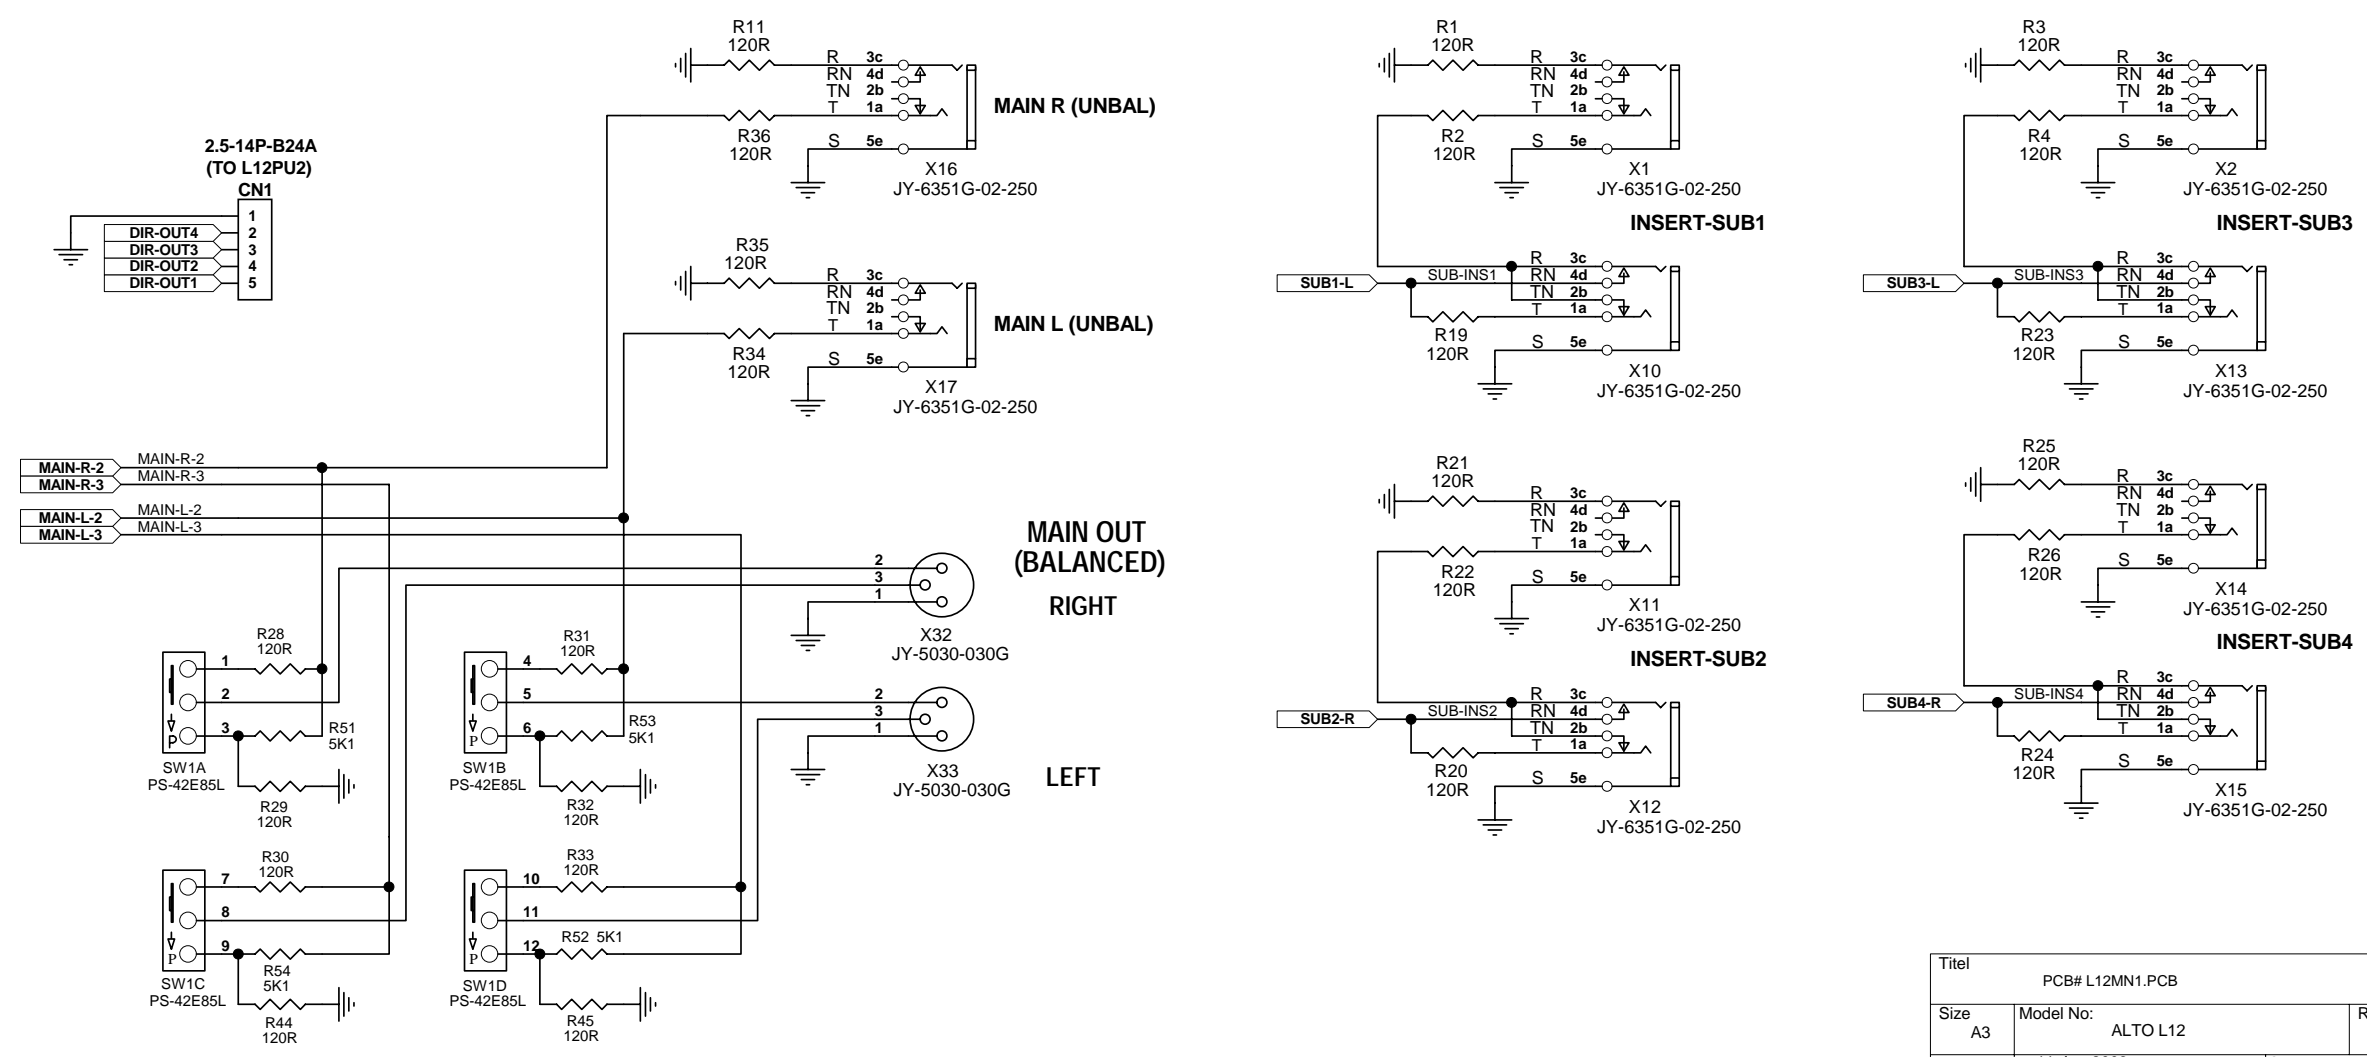 2.5-14P-B24A
(TO L12PU2)
CN1
1
DIR-OUT4 2
DIR-OUT3 3
DIR-OUT2 4
DIR-OUT1 5
R11
120R
R 3c
RN 4d
TN 2b
T 1a
R36
120R
S 5e
MAIN R (UNBAL)
X16
JY-6351G-02-250
R35
120R
R 3c
RN 4d
TN 2b
T 1a
R34
120R
S 5e
MAIN L (UNBAL)
X17
JY-6351G-02-250
MAIN-R-2 MAIN-R-2
MAIN-R-3 MAIN-R-3
MAIN-L-2 MAIN-L-2
MAIN-L-3 MAIN-L-3
MAIN OUT
(BALANCED)
RIGHT
2
3
1
X32
JY-5030-030G
2
3
1
X33
JY-5030-030G
LEFT
R28
120R
1
2
3
P
R51
5K1
SW1A
PS-42E85L
R29
120R
R31
120R
4
5
6
P
R53
5K1
SW1B
PS-42E85L
R32
120R
R30
120R
7
8
9
P
R54
5K1
SW1C
PS-42E85L
R44
120R
R33
120R
10
11
12
P
R52 5K1
SW1D
PS-42E85L
R45
120R
R1
120R
R 3c
RN 4d
TN 2b
T 1a
R2
120R
S 5e
X1
JY-6351G-02-250
INSERT-SUB1
SUB1-L
SUB-INS1
R 3c
RN 4d
TN 2b
T 1a
R19
120R
S 5e
X10
JY-6351G-02-250
R21
120R
R 3c
RN 4d
TN 2b
T 1a
R22
120R
S 5e
X11
JY-6351G-02-250
INSERT-SUB2
SUB2-R
SUB-INS2
R 3c
RN 4d
TN 2b
T 1a
R20
120R
S 5e
X12
JY-6351G-02-250
R3
120R
R 3c
RN 4d
TN 2b
T 1a
R4
120R
S 5e
X2
JY-6351G-02-250
INSERT-SUB3
SUB3-L
SUB-INS3
R 3c
RN 4d
TN 2b
T 1a
R23
120R
S 5e
X13
JY-6351G-02-250
R25
120R
R 3c
RN 4d
TN 2b
T 1a
R26
120R
S 5e
X14
JY-6351G-02-250
INSERT-SUB4
SUB4-R
SUB-INS4
R 3c
RN 4d
TN 2b
T 1a
R24
120R
S 5e
X15
JY-6351G-02-250
Titel
PCB# L12MN1.PCB
Size
A3
Model No:
ALTO L12
R